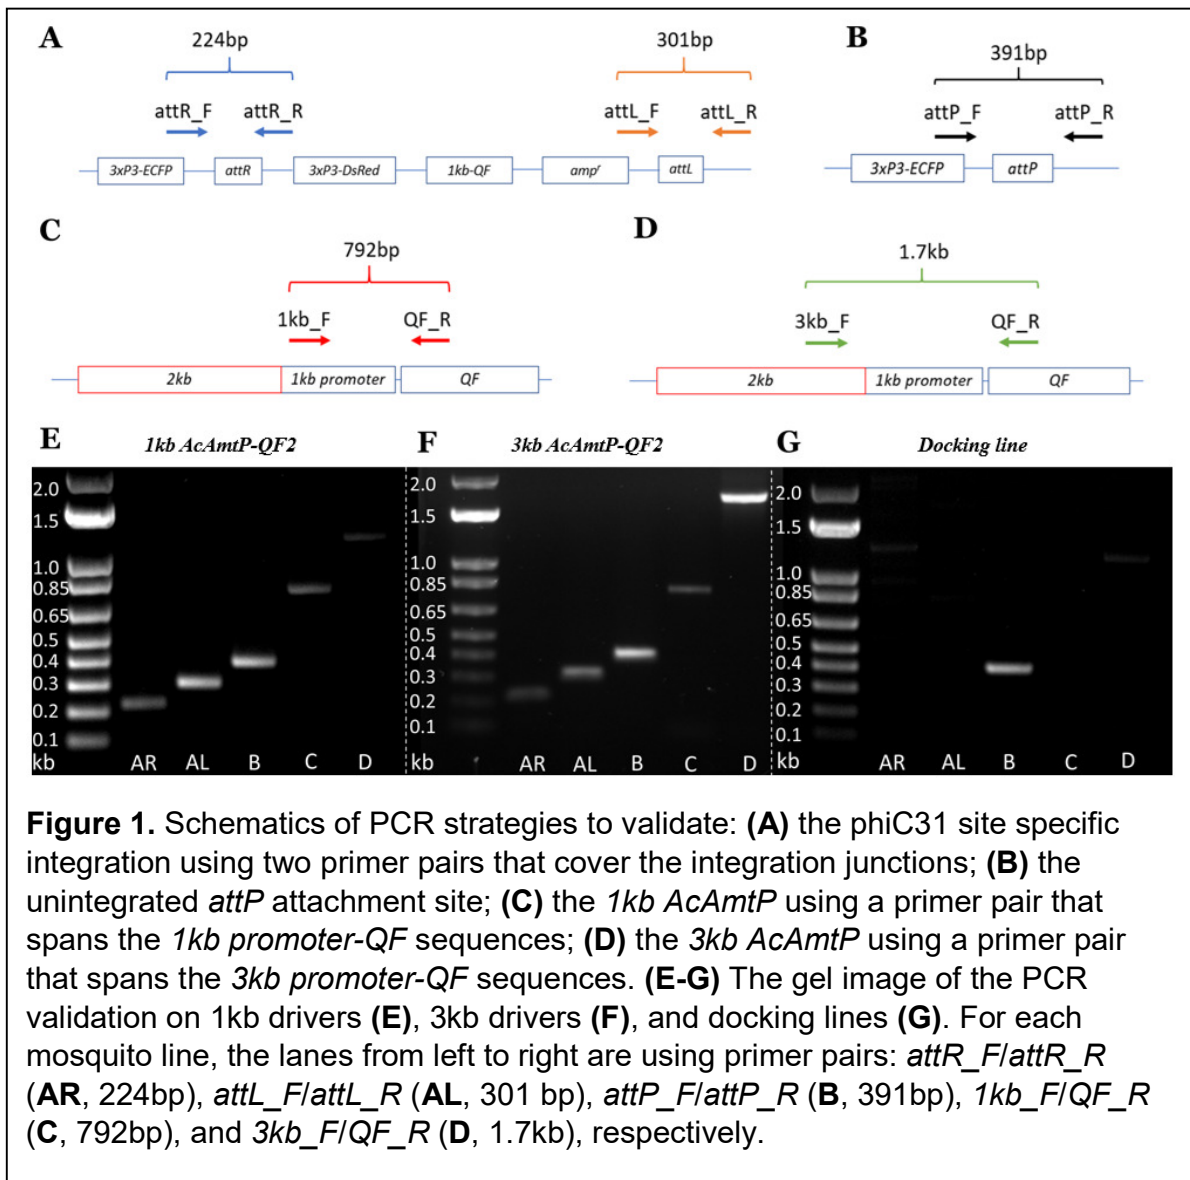 A
224bp
301bp
attR_F
attR_R
attL_F
attL_R
3xP3-ECFP
attR
3xP3-DsRed
1kb-QF
ampʳ
attL
B
391bp
attP_F
attP_R
3xP3-ECFP
attP
C
792bp
1kb_F
QF_R
2kb
1kb promoter
QF
D
1.7kb
3kb_F
QF_R
2kb
1kb promoter
QF
E
1kb AcAmtP-QF2
2.0
1.5
1.0
0.85
0.65
0.5
0.4
0.3
0.2
0.1
kb AR AL B C D
F
3kb AcAmtP-QF2
2.0
1.5
1.0
0.85
0.65
0.5
0.4
0.3
0.2
0.1
kb AR AL B C D
G
Docking line
2.0
1.5
1.0
0.85
0.65
0.5
0.4
0.3
0.2
0.1
kb AR AL B C D
Figure 1. Schematics of PCR strategies to validate: (A) the phiC31 site specific
integration using two primer pairs that cover the integration junctions; (B) the
unintegrated attP attachment site; (C) the 1kb AcAmtP using a primer pair that
spans the 1kb promoter-QF sequences; (D) the 3kb AcAmtP using a primer pair
that spans the 3kb promoter-QF sequences. (E-G) The gel image of the PCR
validation on 1kb drivers (E), 3kb drivers (F), and docking lines (G). For each
mosquito line, the lanes from left to right are using primer pairs: attR_F/attR_R
(AR, 224bp), attL_F/attL_R (AL, 301 bp), attP_F/attP_R (B, 391bp), 1kb_F/QF_R
(C, 792bp), and 3kb_F/QF_R (D, 1.7kb), respectively.